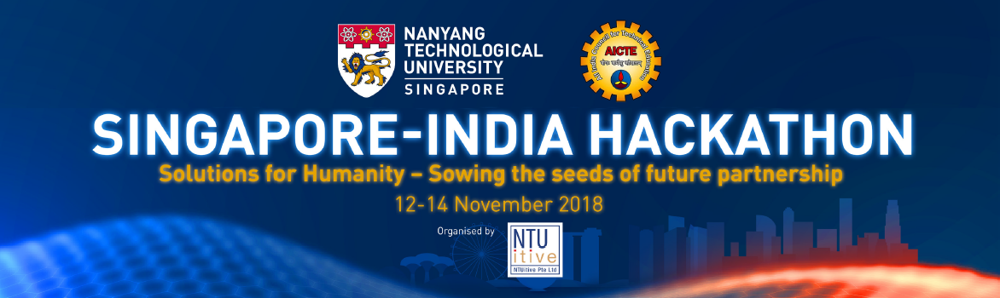 NANYANG
TECHNOLOGICAL
UNIVERSITY
SINGAPORE
All India Council for Technical Education
AICTE
SINGAPORE-INDIA HACKATHON
Solutions for Humanity – Sowing the seeds of future partnership
12-14 November 2018
Organised by
NTU
itive
NTUitive Pte Ltd